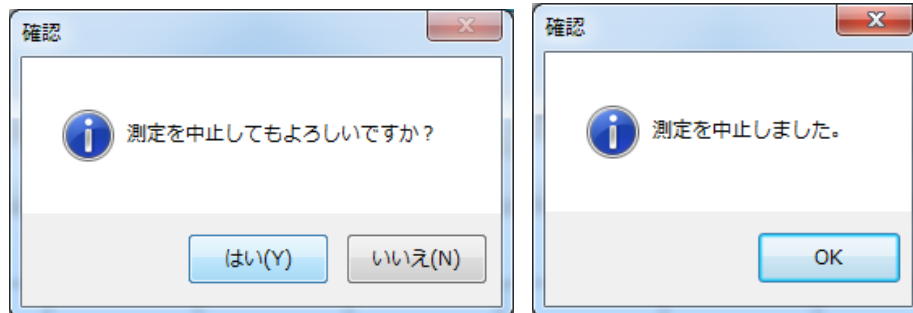 確認
測定を中止してもよろしいですか？
はい(Y)
いいえ(N)
確認
測定を中止しました。
OK